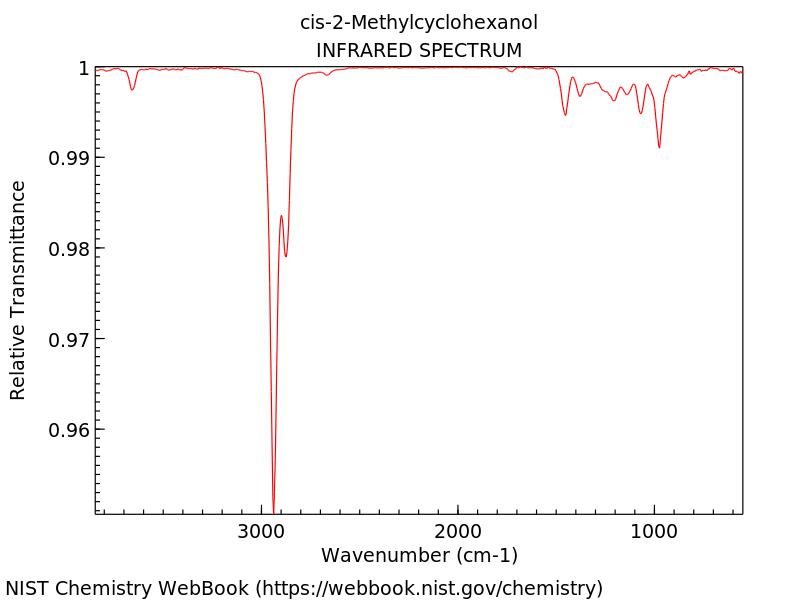 cis-2-Methylcyclohexanol
INFRARED SPECTRUM
1
0.99
0.98
0.97
0.96
Relative Transmittance
3000 2000 1000
Wavenumber (cm-1)
NIST Chemistry WebBook (https://webbook.nist.gov/chemistry)